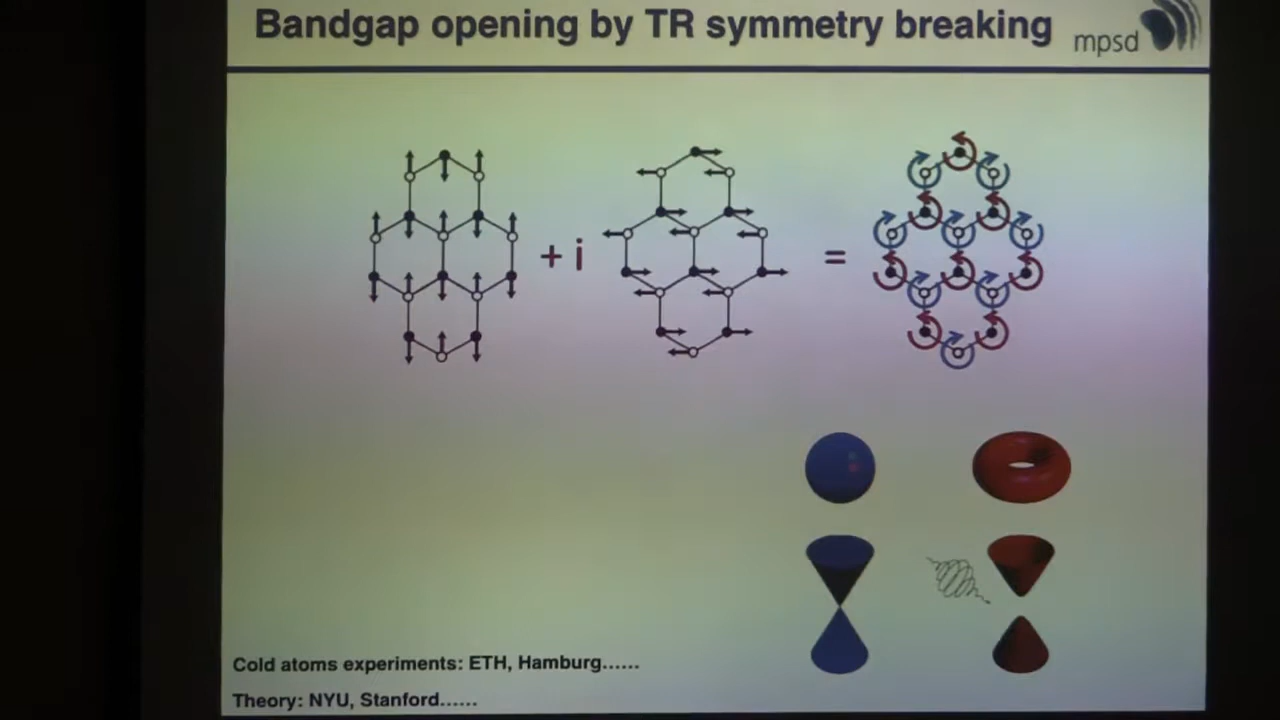 Bandgap opening by TR symmetry breaking
mpsd
+ i
=
Cold atoms experiments: ETH, Hamburg......
Theory: NYU, Stanford......